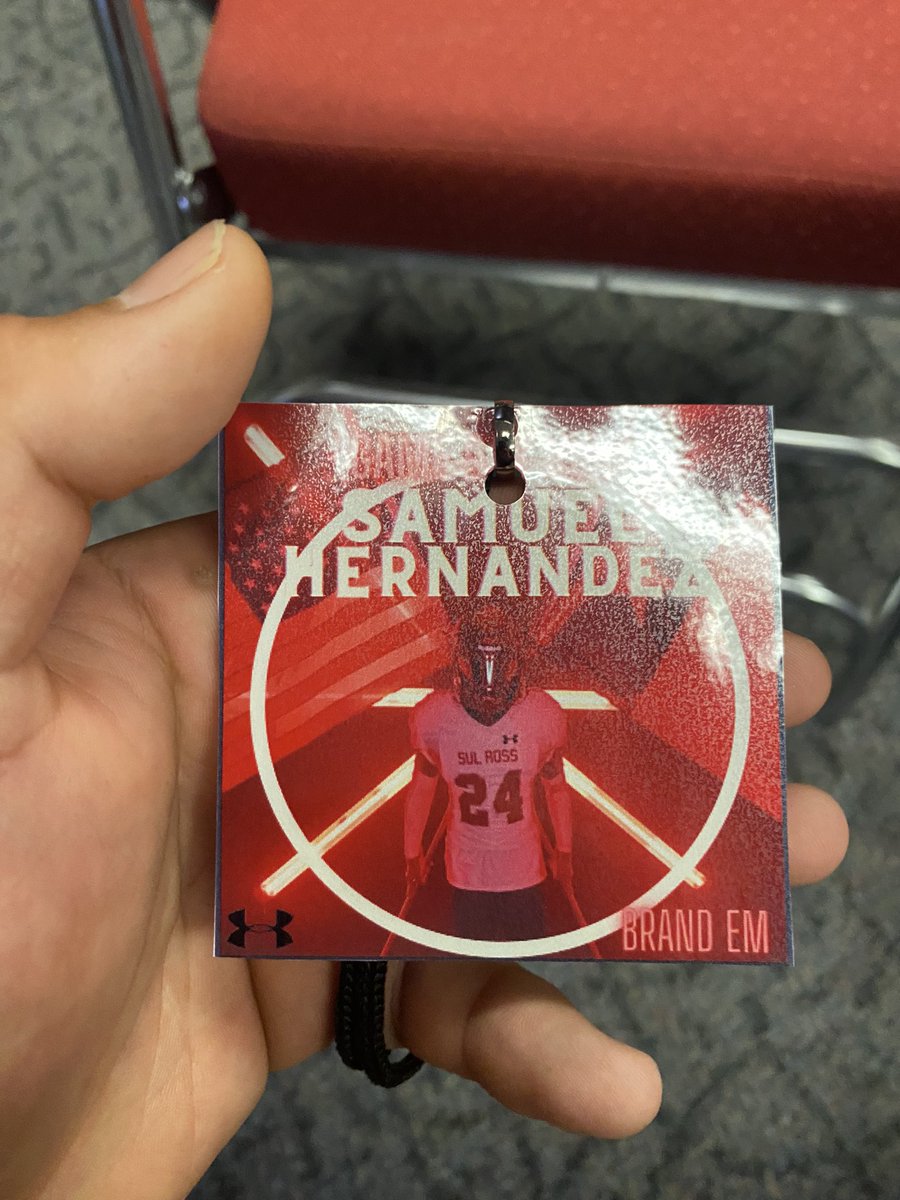 SAMUEL
HERNANDEZ
SUL ROSS
24
BRAND EM